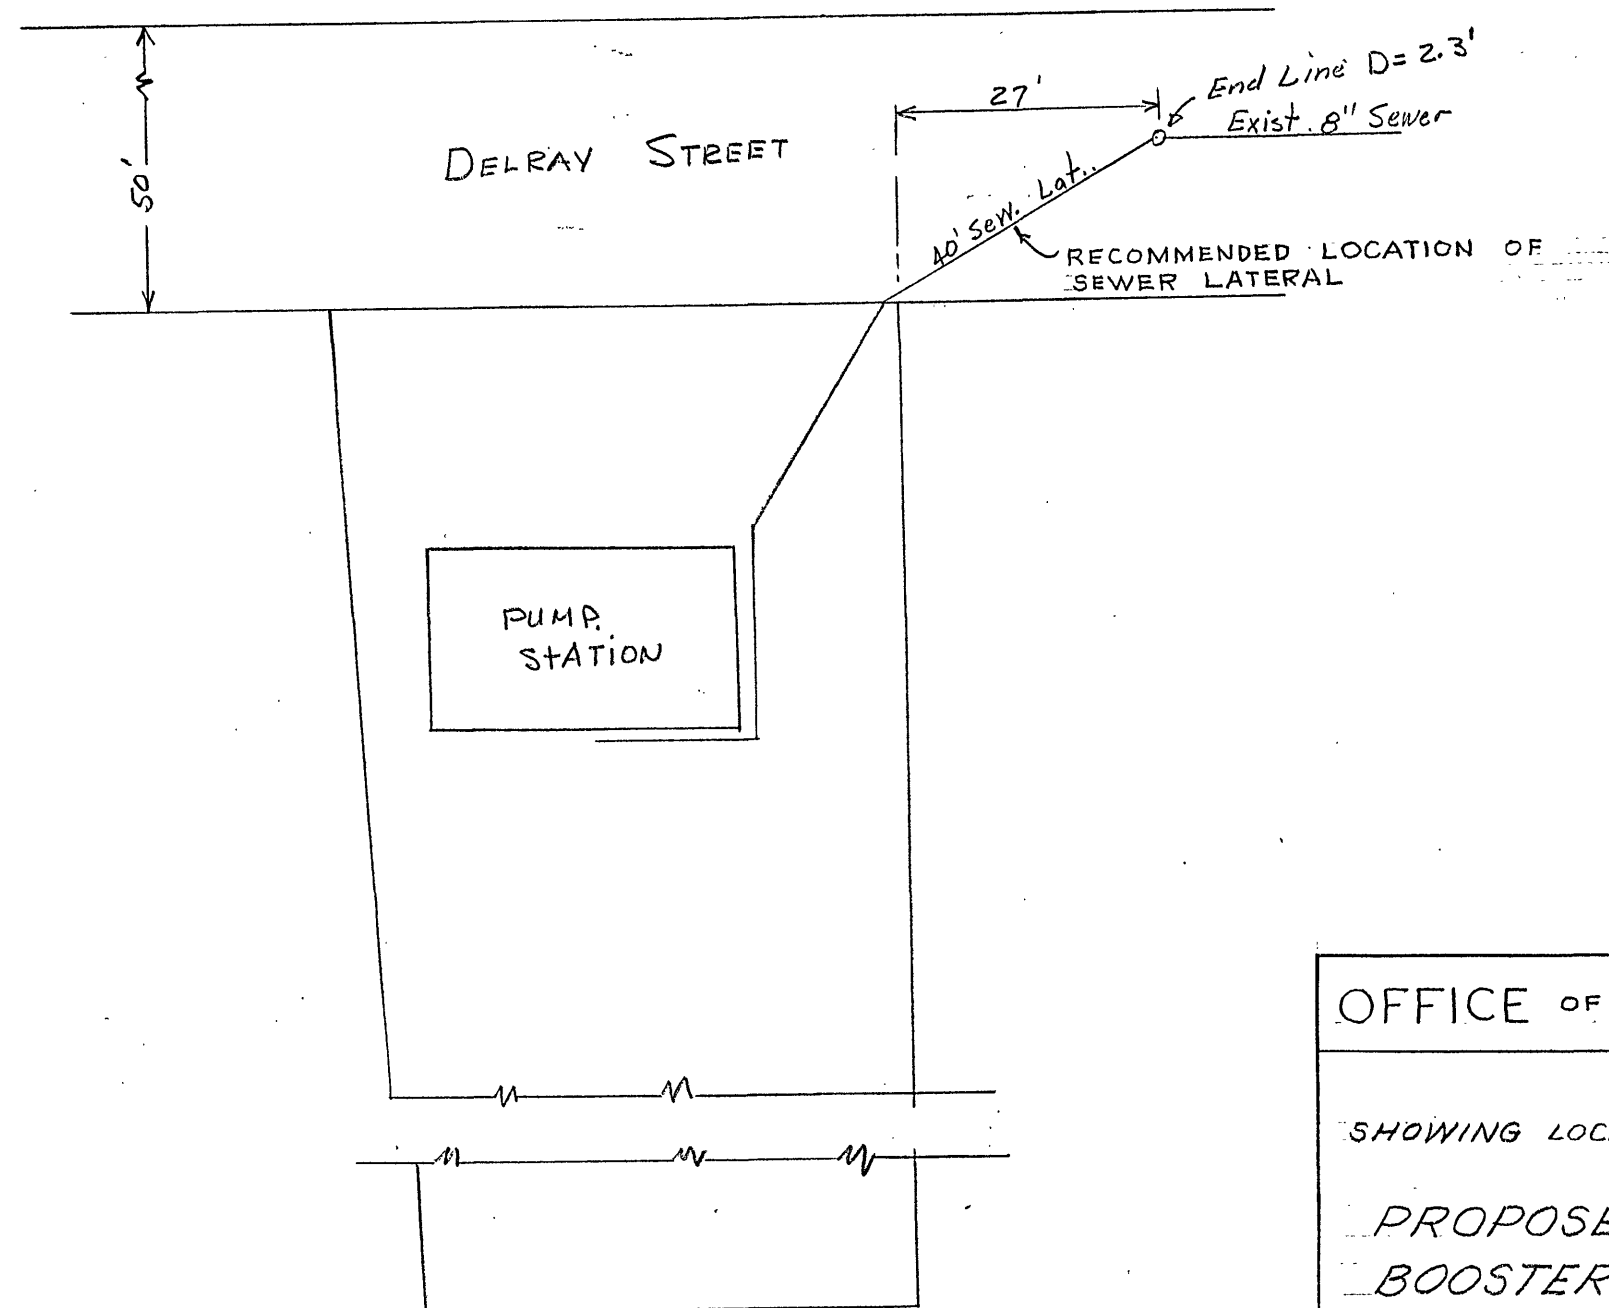 50'
DELRAY STREET
27'
End Line D= 2.3'
Exist. 8" Sewer
40' Sew. Lat..
RECOMMENDED LOCATION OF
SEWER LATERAL
PUMP.
STATION
OFFICE OF
SHOWING LOC
PROPOSE
BOOSTER